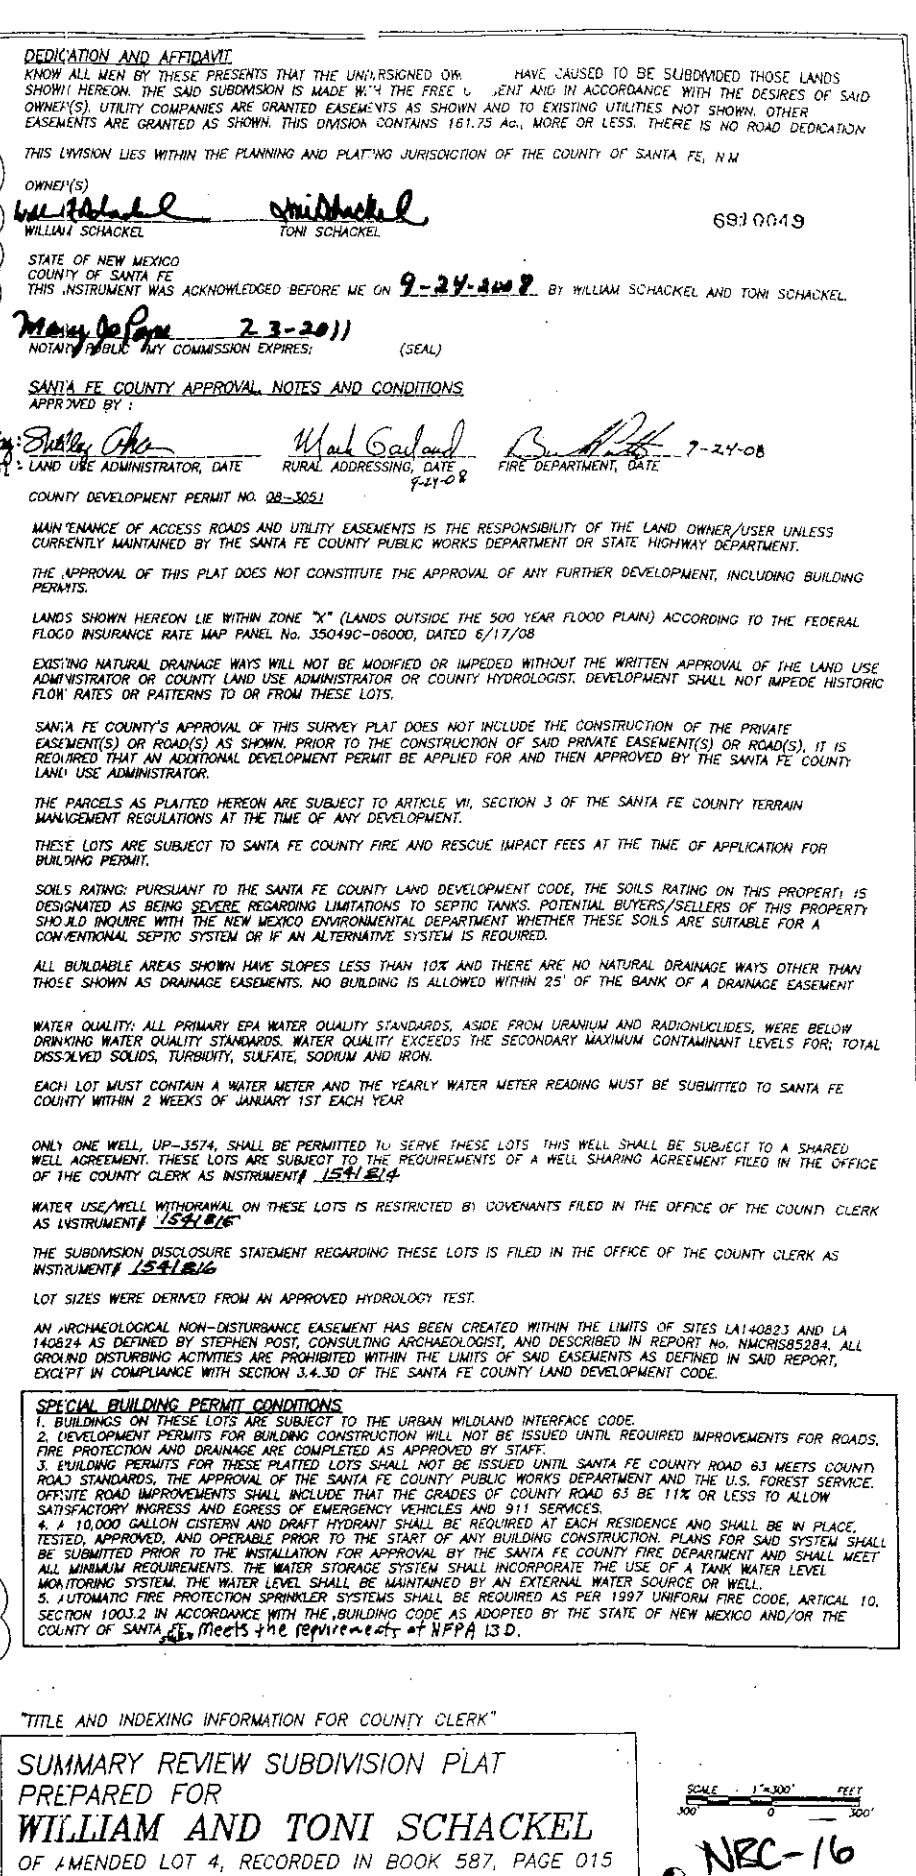 DEDICATION AND AFFIDAVIT
KNOW ALL MEN BY THESE PRESENTS THAT THE UNDERSIGNED OW HAVE CAUSED TO BE SUBDIVIDED THOSE LANDS
SHOWN HEREON. THE SAID SUBDIVISION IS MADE WITH THE FREE C ENT AND IN ACCORDANCE WITH THE DESIRES OF SAID
OWNER(S). UTILITY COMPANIES ARE GRANTED EASEMENTS AS SHOWN AND TO EXISTING UTILITIES NOT SHOWN. OTHER
EASEMENTS ARE GRANTED AS SHOWN. THIS DIVISION CONTAINS 161.75 Ac., MORE OR LESS. THERE IS NO ROAD DEDICATION
THIS DIVISION LIES WITHIN THE PLANNING AND PLATTING JURISDICTION OF THE COUNTY OF SANTA FE, NM
OWNER(S)
WILLIAM SCHACKEL TONI SCHACKEL
6910049
STATE OF NEW MEXICO
COUNTY OF SANTA FE
THIS INSTRUMENT WAS ACKNOWLEDGED BEFORE ME ON 9-24-2008 BY WILLIAM SCHACKEL AND TONI SCHACKEL.
Mary Jo Pope 2 3-2011
NOTARY PUBLIC MY COMMISSION EXPIRES: (SEAL)
SANTA FE COUNTY APPROVAL, NOTES AND CONDITIONS
APPROVED BY :
Mark Garland 9-24-08
LAND USE ADMINISTRATOR, DATE RURAL ADDRESSING, DATE FIRE DEPARTMENT, DATE
9-24-08
COUNTY DEVELOPMENT PERMIT NO. 08-3051
MAINTENANCE OF ACCESS ROADS AND UTILITY EASEMENTS IS THE RESPONSIBILITY OF THE LAND OWNER/USER UNLESS
CURRENTLY MAINTAINED BY THE SANTA FE COUNTY PUBLIC WORKS DEPARTMENT OR STATE HIGHWAY DEPARTMENT.
THE APPROVAL OF THIS PLAT DOES NOT CONSTITUTE THE APPROVAL OF ANY FURTHER DEVELOPMENT, INCLUDING BUILDING
PERMITS.
LANDS SHOWN HEREON LIE WITHIN ZONE "X" (LANDS OUTSIDE THE 500 YEAR FLOOD PLAIN) ACCORDING TO THE FEDERAL
FLOOD INSURANCE RATE MAP PANEL No. 35049C-0600D, DATED 6/17/08
EXISTING NATURAL DRAINAGE WAYS WILL NOT BE MODIFIED OR IMPEDED WITHOUT THE WRITTEN APPROVAL OF THE LAND USE
ADMINISTRATOR OR COUNTY LAND USE ADMINISTRATOR OR COUNTY HYDROLOGIST. DEVELOPMENT SHALL NOT IMPEDE HISTORIC
FLOW RATES OR PATTERNS TO OR FROM THESE LOTS.
SANTA FE COUNTY'S APPROVAL OF THIS SURVEY PLAT DOES NOT INCLUDE THE CONSTRUCTION OF THE PRIVATE
EASEMENT(S) OR ROAD(S) AS SHOWN. PRIOR TO THE CONSTRUCTION OF SAID PRIVATE EASEMENT(S) OR ROAD(S), IT IS
REQUIRED THAT AN ADDITIONAL DEVELOPMENT PERMIT BE APPLIED FOR AND THEN APPROVED BY THE SANTA FE COUNTY
LAND USE ADMINISTRATOR.
THE PARCELS AS PLATTED HEREON ARE SUBJECT TO ARTICLE VII, SECTION 3 OF THE SANTA FE COUNTY TERRAIN
MANAGEMENT REGULATIONS AT THE TIME OF ANY DEVELOPMENT.
THESE LOTS ARE SUBJECT TO SANTA FE COUNTY FIRE AND RESCUE IMPACT FEES AT THE TIME OF APPLICATION FOR
BUILDING PERMIT.
SOILS RATING: PURSUANT TO THE SANTA FE COUNTY LAND DEVELOPMENT CODE, THE SOILS RATING ON THIS PROPERTY IS
DESIGNATED AS BEING SEVERE REGARDING LIMITATIONS TO SEPTIC TANKS. POTENTIAL BUYERS/SELLERS OF THIS PROPERTY
SHOULD INQUIRE WITH THE NEW MEXICO ENVIRONMENTAL DEPARTMENT WHETHER THESE SOILS ARE SUITABLE FOR A
CONVENTIONAL SEPTIC SYSTEM OR IF AN ALTERNATIVE SYSTEM IS REQUIRED.
ALL BUILDABLE AREAS SHOWN HAVE SLOPES LESS THAN 10% AND THERE ARE NO NATURAL DRAINAGE WAYS OTHER THAN
THOSE SHOWN AS DRAINAGE EASEMENTS. NO BUILDING IS ALLOWED WITHIN 25' OF THE BANK OF A DRAINAGE EASEMENT
WATER QUALITY: ALL PRIMARY EPA WATER QUALITY STANDARDS, ASIDE FROM URANIUM AND RADIONUCLIDES, WERE BELOW
DRINKING WATER QUALITY STANDARDS. WATER QUALITY EXCEEDS THE SECONDARY MAXIMUM CONTAMINANT LEVELS FOR; TOTAL
DISSOLVED SOLIDS, TURBIDITY, SULFATE, SODIUM AND IRON.
EACH LOT MUST CONTAIN A WATER METER AND THE YEARLY WATER METER READING MUST BE SUBMITTED TO SANTA FE
COUNTY WITHIN 2 WEEKS OF JANUARY 1ST EACH YEAR
ONLY ONE WELL, UP-3574, SHALL BE PERMITTED TO SERVE THESE LOTS THIS WELL SHALL BE SUBJECT TO A SHARED
WELL AGREEMENT. THESE LOTS ARE SUBJECT TO THE REQUIREMENTS OF A WELL SHARING AGREEMENT FILED IN THE OFFICE
OF THE COUNTY CLERK AS INSTRUMENT# 1541814
WATER USE/WELL WITHDRAWAL ON THESE LOTS IS RESTRICTED BY COVENANTS FILED IN THE OFFICE OF THE COUNTY CLERK
AS INSTRUMENT# 1541815
THE SUBDIVISION DISCLOSURE STATEMENT REGARDING THESE LOTS IS FILED IN THE OFFICE OF THE COUNTY CLERK AS
INSTRUMENT# 1541816
LOT SIZES WERE DERIVED FROM AN APPROVED HYDROLOGY TEST.
AN ARCHAEOLOGICAL NON-DISTURBANCE EASEMENT HAS BEEN CREATED WITHIN THE LIMITS OF SITES LA140823 AND LA
140824 AS DEFINED BY STEPHEN POST, CONSULTING ARCHAEOLOGIST, AND DESCRIBED IN REPORT No. NMCRIS85284. ALL
GROUND DISTURBING ACTIVITIES ARE PROHIBITED WITHIN THE LIMITS OF SAID EASEMENTS AS DEFINED IN SAID REPORT,
EXCEPT IN COMPLIANCE WITH SECTION 3.4.3D OF THE SANTA FE COUNTY LAND DEVELOPMENT CODE.
SPECIAL BUILDING PERMIT CONDITIONS
1. BUILDINGS ON THESE LOTS ARE SUBJECT TO THE URBAN WILDLAND INTERFACE CODE.
2. DEVELOPMENT PERMITS FOR BUILDING CONSTRUCTION WILL NOT BE ISSUED UNTIL REQUIRED IMPROVEMENTS FOR ROADS,
FIRE PROTECTION AND DRAINAGE ARE COMPLETED AS APPROVED BY STAFF.
3. BUILDING PERMITS FOR THESE PLATTED LOTS SHALL NOT BE ISSUED UNTIL SANTA FE COUNTY ROAD 63 MEETS COUNTY
ROAD STANDARDS, THE APPROVAL OF THE SANTA FE COUNTY PUBLIC WORKS DEPARTMENT AND THE U.S. FOREST SERVICE.
OFFSITE ROAD IMPROVEMENTS SHALL INCLUDE THAT THE GRADES OF COUNTY ROAD 63 BE 11% OR LESS TO ALLOW
SATISFACTORY INGRESS AND EGRESS OF EMERGENCY VEHICLES AND 911 SERVICES.
4. A 10,000 GALLON CISTERN AND DRAFT HYDRANT SHALL BE REQUIRED AT EACH RESIDENCE AND SHALL BE IN PLACE,
TESTED, APPROVED, AND OPERABLE PRIOR TO THE START OF ANY BUILDING CONSTRUCTION. PLANS FOR SAID SYSTEM SHALL
BE SUBMITTED PRIOR TO THE INSTALLATION FOR APPROVAL BY THE SANTA FE COUNTY FIRE DEPARTMENT AND SHALL MEET
ALL MINIMUM REQUIREMENTS. THE WATER STORAGE SYSTEM SHALL INCORPORATE THE USE OF A TANK WATER LEVEL
MONITORING SYSTEM. THE WATER LEVEL SHALL BE MAINTAINED BY AN EXTERNAL WATER SOURCE OR WELL.
5. AUTOMATIC FIRE PROTECTION SPRINKLER SYSTEMS SHALL BE REQUIRED AS PER 1997 UNIFORM FIRE CODE, ARTICAL 10,
SECTION 1003.2 IN ACCORDANCE WITH THE BUILDING CODE AS ADOPTED BY THE STATE OF NEW MEXICO AND/OR THE
COUNTY OF SANTA FE. Meets the requirements of NFPA 13D.
"TITLE AND INDEXING INFORMATION FOR COUNTY CLERK"
SUMMARY REVIEW SUBDIVISION PLAT
PREPARED FOR
WILLIAM AND TONI SCHACKEL
OF AMENDED LOT 4, RECORDED IN BOOK 587, PAGE 015
SCALE 1"=300' FEET
300' 0 300'
NBC-16